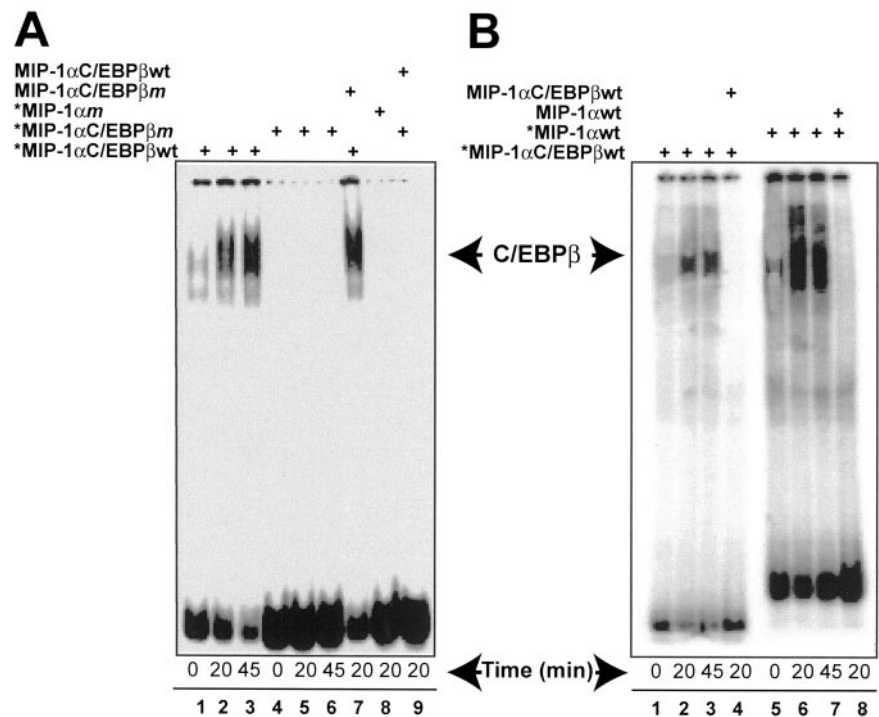 A
MIP-1αC/EBPβwt +
MIP-1αC/EBPβm +
*MIP-1αm +
*MIP-1αC/EBPβm + + + +
*MIP-1αC/EBPβwt + + + +
B
MIP-1αC/EBPβwt +
MIP-1αwt +
*MIP-1αwt + + + +
*MIP-1αC/EBPβwt + + + +
C/EBPβ
0 20 45 0 20 45 20 20 20
Time (min)
0 20 45 20 0 20 45 20
1 2 3 4 5 6 7 8 9
1 2 3 4 5 6 7 8